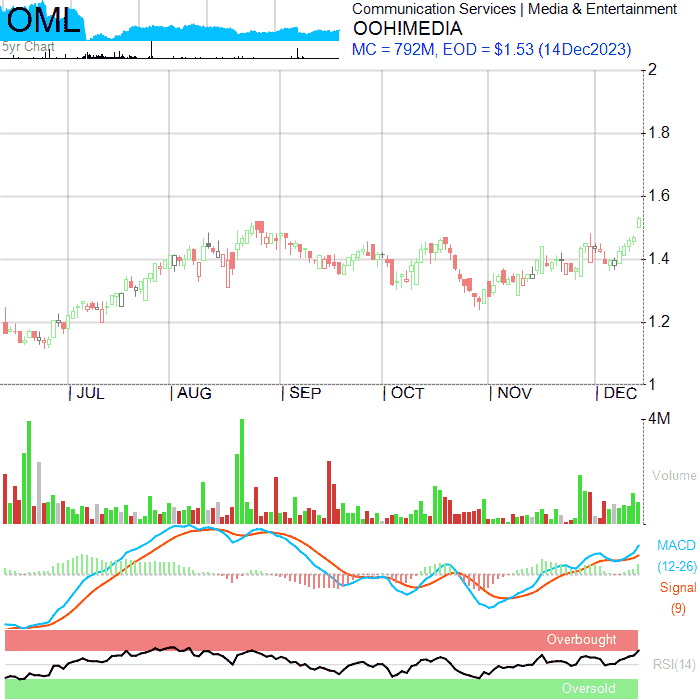 OML
5yr Chart
Communication Services | Media & Entertainment
OOH!MEDIA
MC = 792M, EOD = $1.53 (14Dec2023)
2
1.8
1.6
1.4
1.2
1
JUL
AUG
SEP
OCT
NOV
DEC
4M
Volume
MACD
(12-26)
Signal
(9)
Overbought
RSI(14)
Oversold